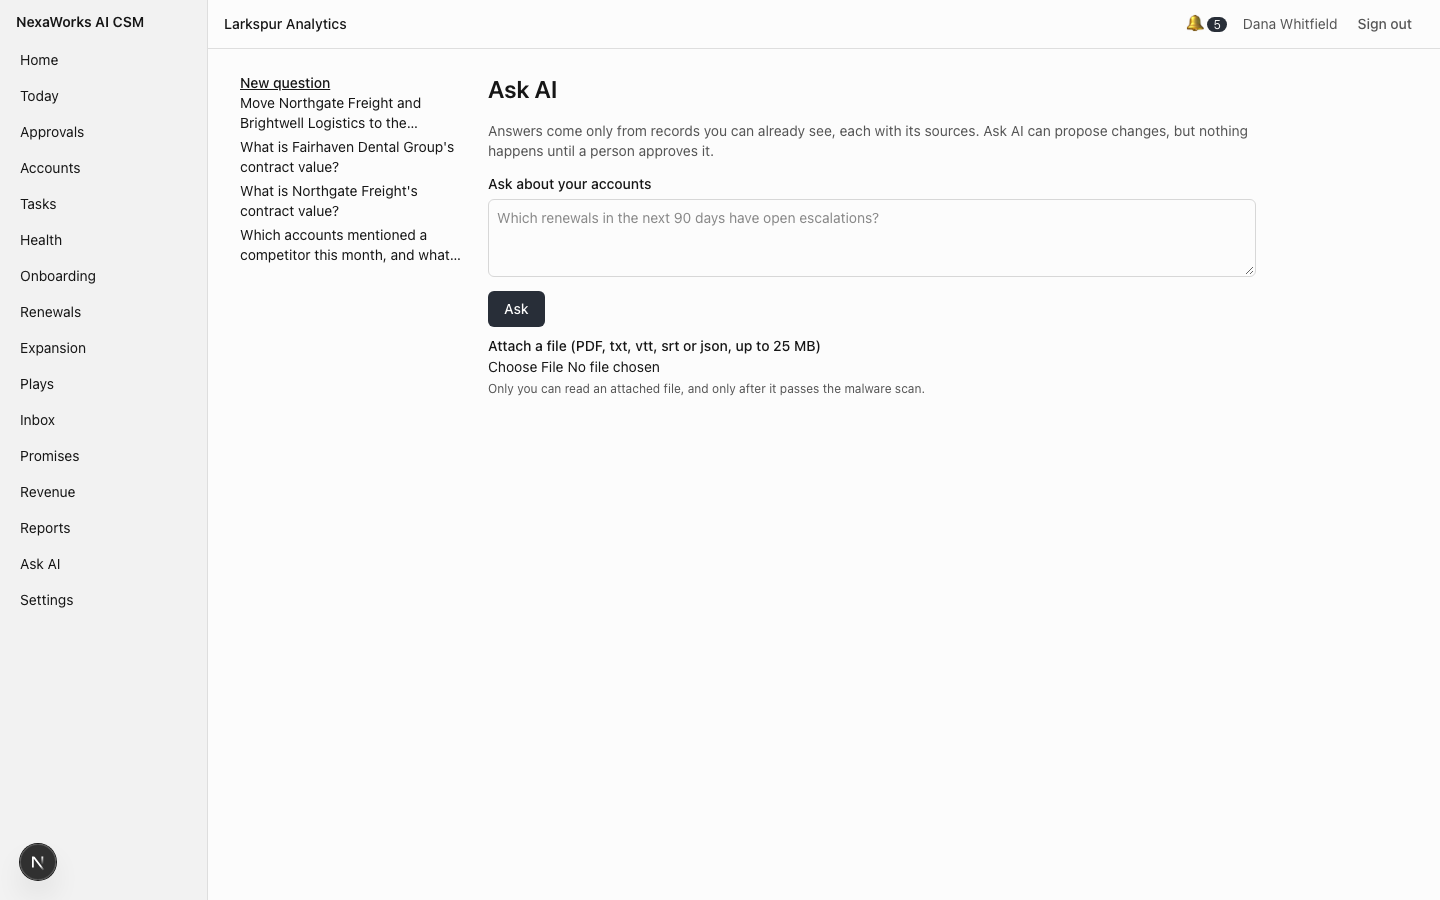 NexaWorks AI CSM
Home
Today
Approvals
Accounts
Tasks
Health
Onboarding
Renewals
Expansion
Plays
Inbox
Promises
Revenue
Reports
Ask AI
Settings
N
Larkspur Analytics
5
Dana Whitfield
Sign out
New question
Move Northgate Freight and
Brightwell Logistics to the…
What is Fairhaven Dental Group's
contract value?
What is Northgate Freight's
contract value?
Which accounts mentioned a
competitor this month, and what…
Ask AI
Answers come only from records you can already see, each with its sources. Ask AI can propose changes, but nothing
happens until a person approves it.
Ask about your accounts
Which renewals in the next 90 days have open escalations?
Ask
Attach a file (PDF, txt, vtt, srt or json, up to 25 MB)
Choose File No file chosen
Only you can read an attached file, and only after it passes the malware scan.